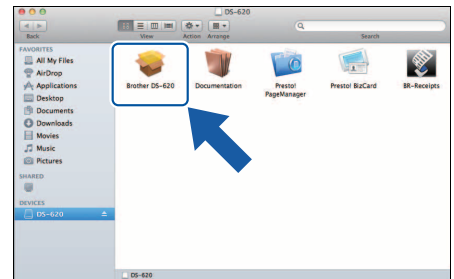 DS-620
Back
View
Action
Arrange
Search
FAVORITES
All My Files
AirDrop
Applications
Desktop
Documents
Downloads
Movies
Music
Pictures
SHARED
DEVICES
DS-620
Brother DS-620
Documentation
Presto!
PageManager
Presto! BizCard
BR-Receipts
DS-620